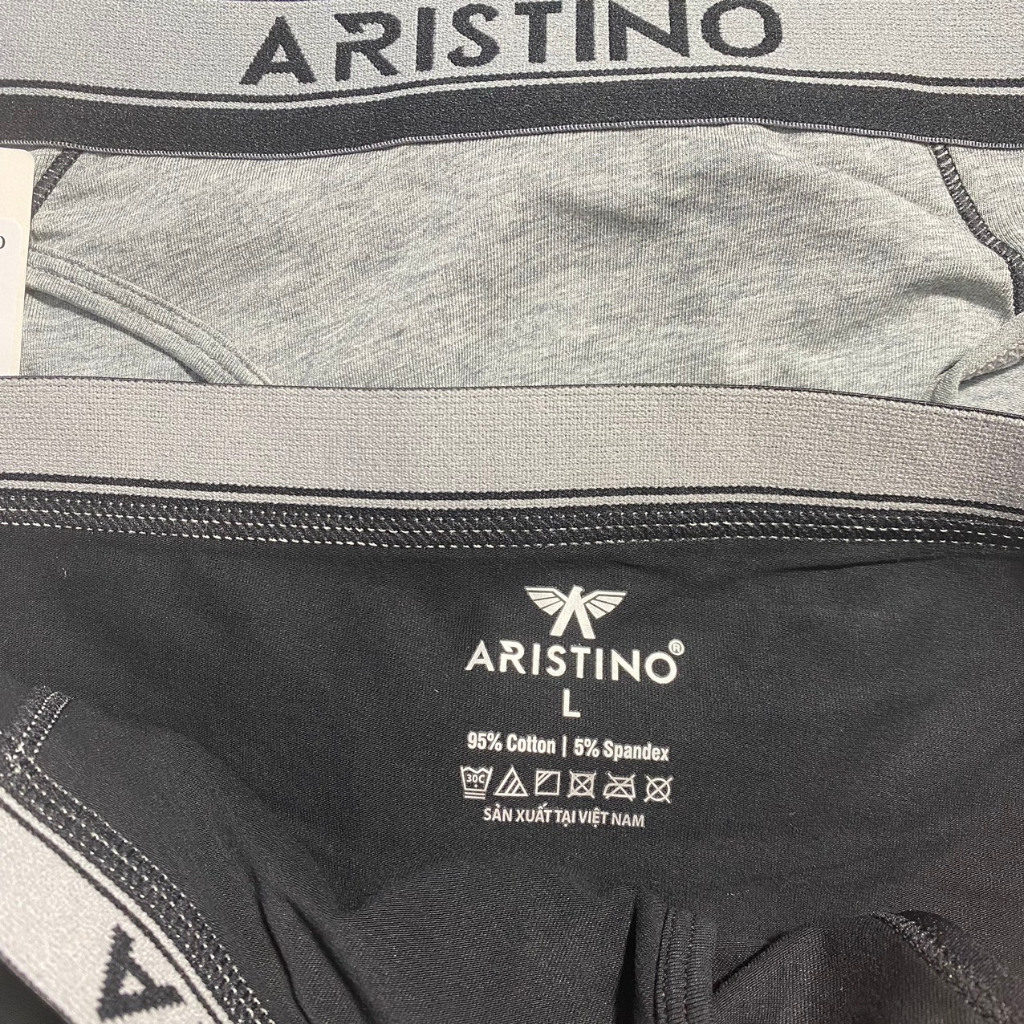 ARISTINO
ARISTINO®
L
95% Cotton | 5% Spandex
30C
SẢN XUẤT TẠI VIỆT NAM
A